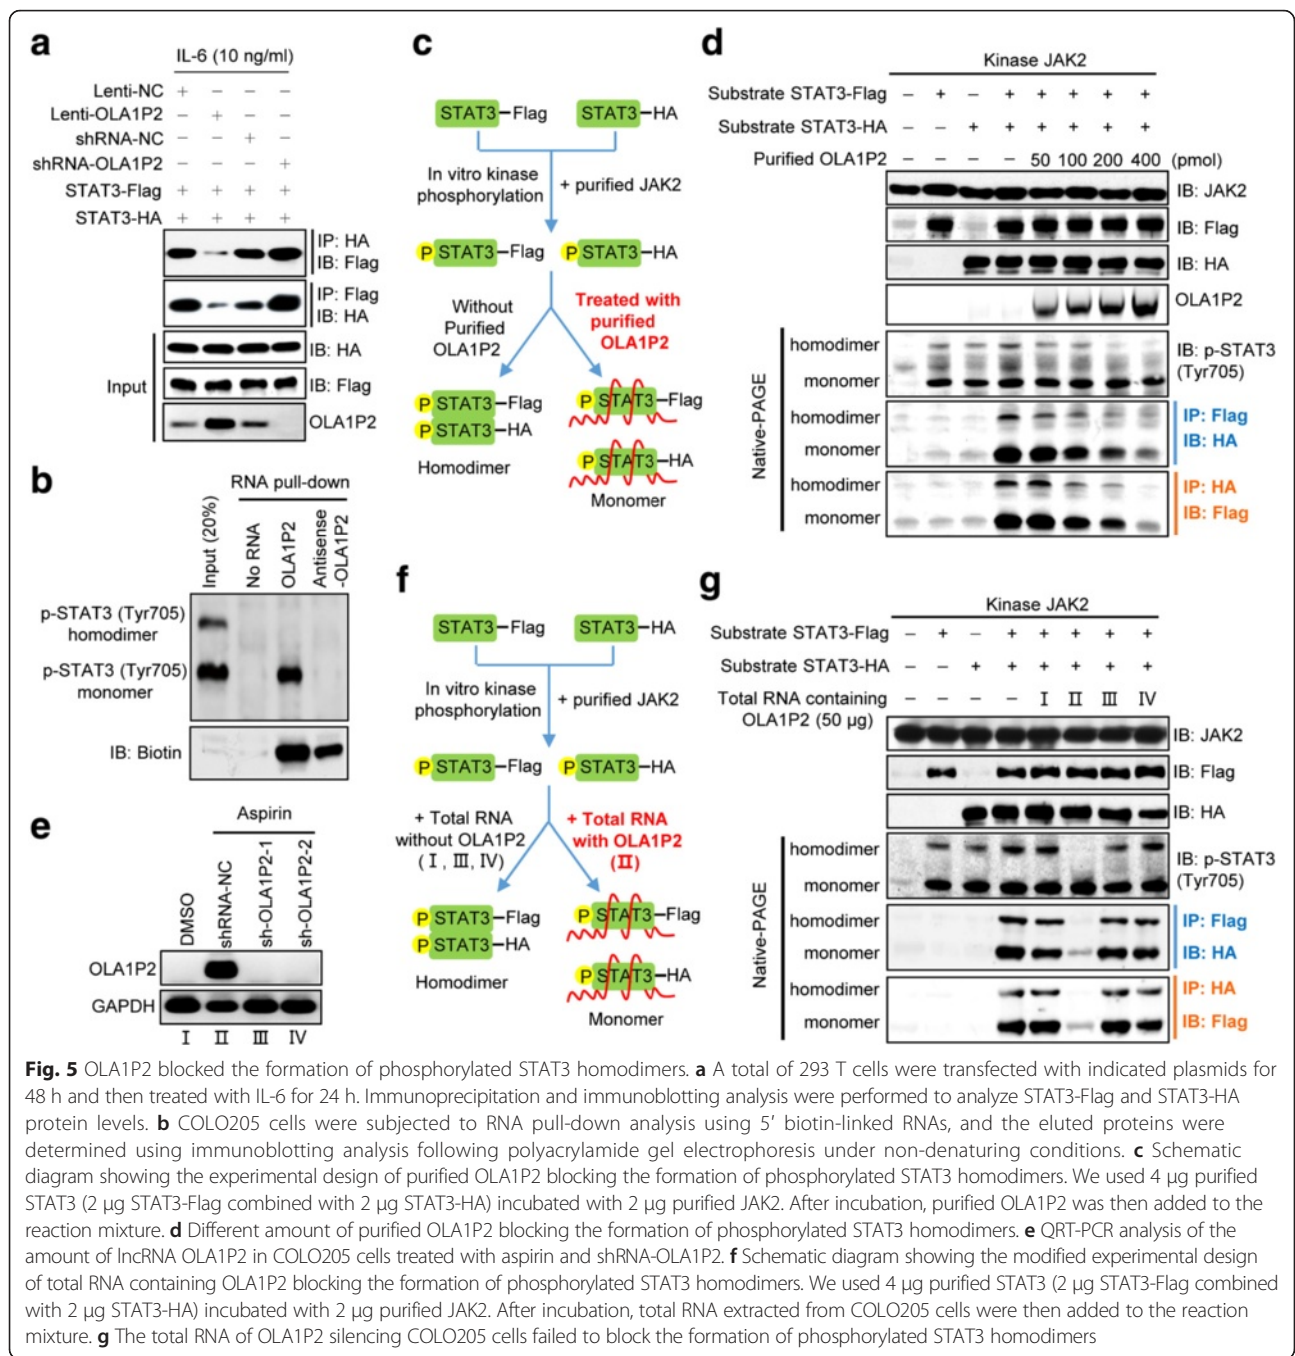 a
IL-6 (10 ng/ml)
Lenti-NC + − − −
Lenti-OLA1P2 − + − −
shRNA-NC − − + −
shRNA-OLA1P2 − − − +
STAT3-Flag + + + +
STAT3-HA + + + +
IP: HA
IB: Flag
IP: Flag
IB: HA
Input
IB: HA
IB: Flag
OLA1P2
b
RNA pull-down
Input (20%)
No RNA
OLA1P2
Antisense
-OLA1P2
p-STAT3 (Tyr705)
homodimer
p-STAT3 (Tyr705)
monomer
IB: Biotin
c
STAT3 Flag STAT3 HA
In vitro kinase
phosphorylation
+ purified JAK2
P STAT3 Flag P STAT3 HA
Without
Purified
OLA1P2
Treated with
purified
OLA1P2
P STAT3 Flag
P STAT3 HA
Homodimer
P STAT3 Flag
P STAT3 HA
Monomer
d
Kinase JAK2
Substrate STAT3-Flag − + − + + + + +
Substrate STAT3-HA − − + + + + + +
Purified OLA1P2 − − − − 50 100 200 400 (pmol)
IB: JAK2
IB: Flag
IB: HA
OLA1P2
Native-PAGE
homodimer
monomer
IB: p-STAT3
(Tyr705)
homodimer
monomer
IP: Flag
IB: HA
homodimer
monomer
IP: HA
IB: Flag
e
Aspirin
DMSO
shRNA-NC
sh-OLA1P2-1
sh-OLA1P2-2
OLA1P2
GAPDH
I II III IV
f
STAT3 Flag STAT3 HA
In vitro kinase
phosphorylation
+ purified JAK2
P STAT3 Flag P STAT3 HA
+ Total RNA
without OLA1P2
( I , III, IV)
+ Total RNA
with OLA1P2
(II)
P STAT3 Flag
P STAT3 HA
Homodimer
P STAT3 Flag
P STAT3 HA
Monomer
g
Kinase JAK2
Substrate STAT3-Flag − + − + + + + +
Substrate STAT3-HA − − + + + + + +
Total RNA containing
OLA1P2 (50 µg)
− − − − I II III IV
IB: JAK2
IB: Flag
IB: HA
Native-PAGE
homodimer
monomer
IB: p-STAT3
(Tyr705)
homodimer
monomer
IP: Flag
IB: HA
homodimer
monomer
IP: HA
IB: Flag
Fig. 5 OLA1P2 blocked the formation of phosphorylated STAT3 homodimers. a A total of 293 T cells were transfected with indicated plasmids for
48 h and then treated with IL-6 for 24 h. Immunoprecipitation and immunoblotting analysis were performed to analyze STAT3-Flag and STAT3-HA
protein levels. b COLO205 cells were subjected to RNA pull-down analysis using 5′ biotin-linked RNAs, and the eluted proteins were
determined using immunoblotting analysis following polyacrylamide gel electrophoresis under non-denaturing conditions. c Schematic
diagram showing the experimental design of purified OLA1P2 blocking the formation of phosphorylated STAT3 homodimers. We used 4 µg purified
STAT3 (2 µg STAT3-Flag combined with 2 µg STAT3-HA) incubated with 2 µg purified JAK2. After incubation, purified OLA1P2 was then added to the
reaction mixture. d Different amount of purified OLA1P2 blocking the formation of phosphorylated STAT3 homodimers. e QRT-PCR analysis of the
amount of lncRNA OLA1P2 in COLO205 cells treated with aspirin and shRNA-OLA1P2. f Schematic diagram showing the modified experimental design
of total RNA containing OLA1P2 blocking the formation of phosphorylated STAT3 homodimers. We used 4 µg purified STAT3 (2 µg STAT3-Flag combined
with 2 µg STAT3-HA) incubated with 2 µg purified JAK2. After incubation, total RNA extracted from COLO205 cells were then added to the reaction
mixture. g The total RNA of OLA1P2 silencing COLO205 cells failed to block the formation of phosphorylated STAT3 homodimers